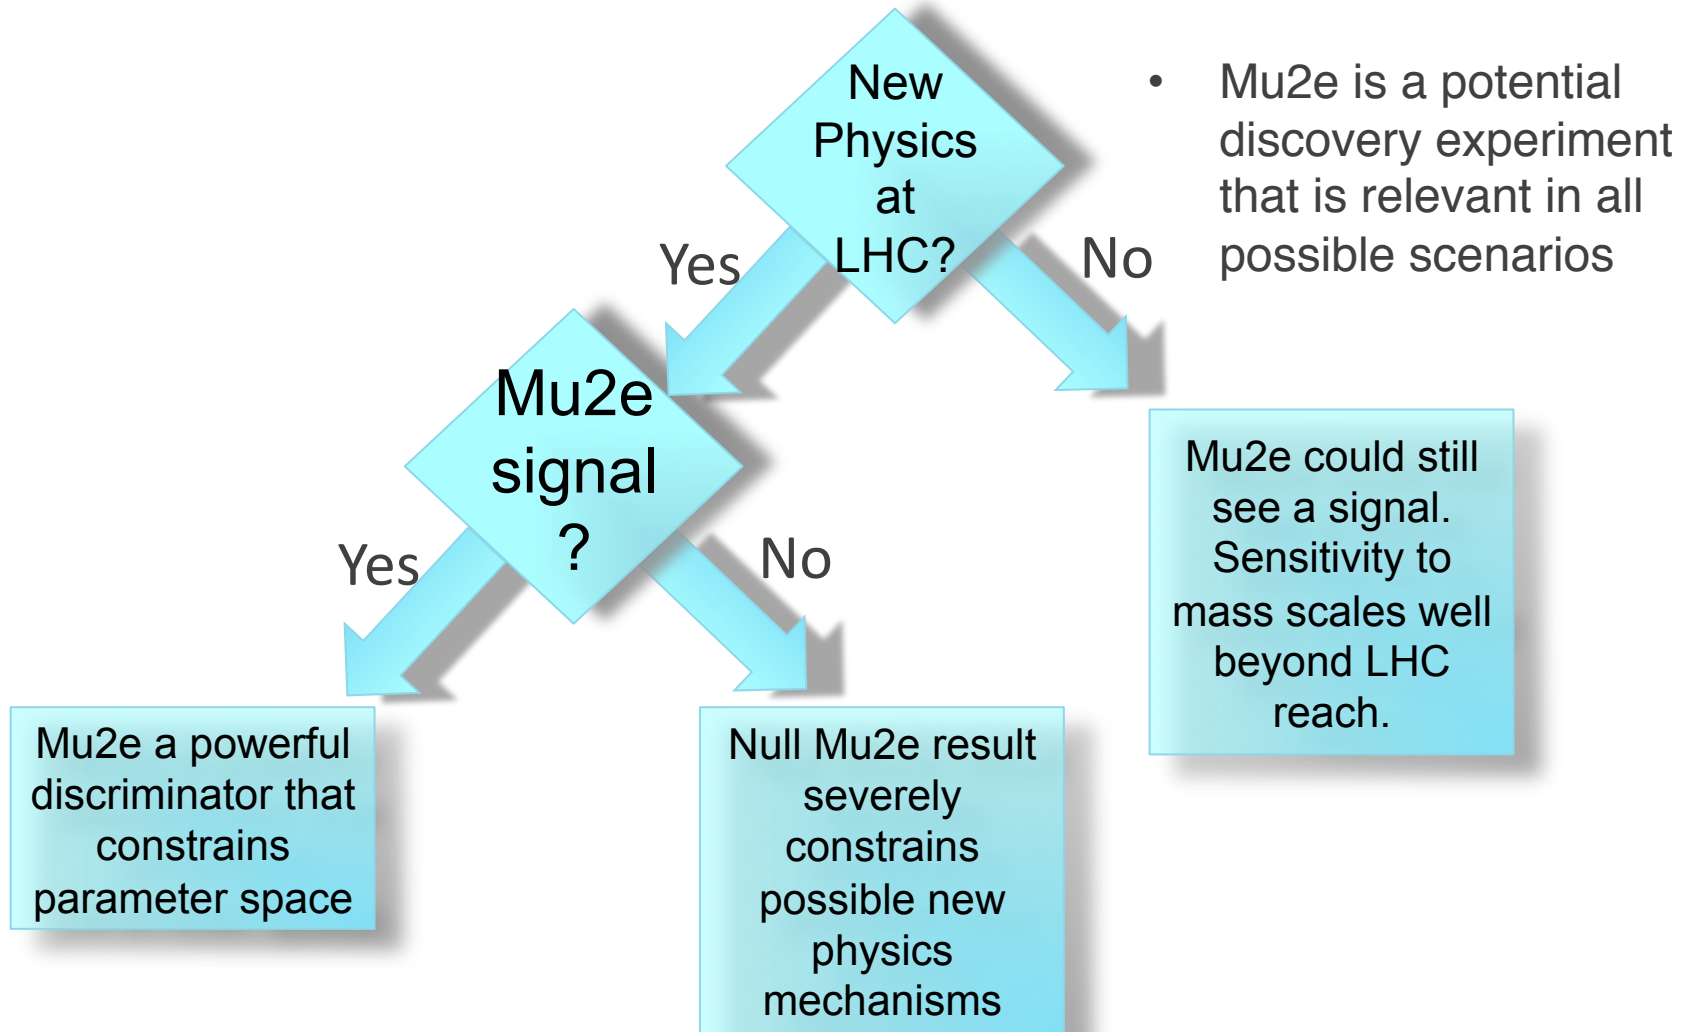 New
Physics
at
LHC?
• Mu2e is a potential
discovery experiment
that is relevant in all
possible scenarios
Yes
No
Mu2e
signal
?
Yes
No
Mu2e could still
see a signal.
Sensitivity to
mass scales well
beyond LHC
reach.
Mu2e a powerful
discriminator that
constrains
parameter space
Null Mu2e result
severely
constrains
possible new
physics
mechanisms